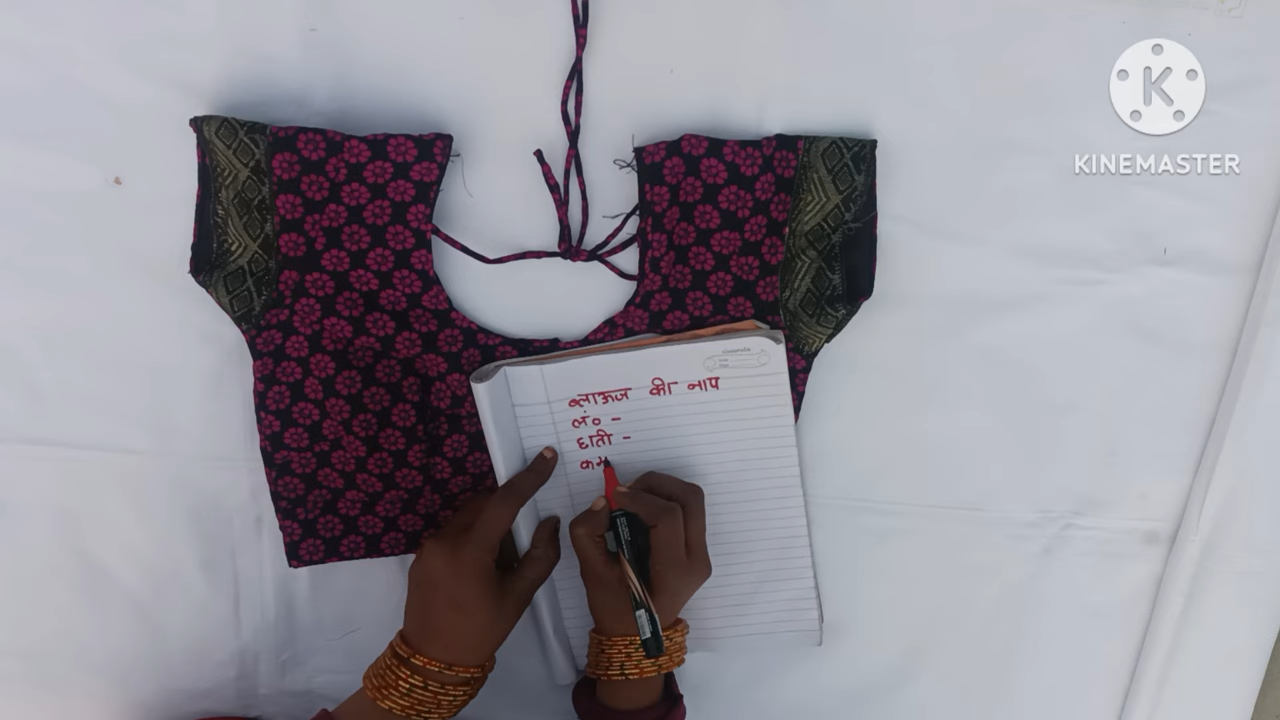 KINEMASTER
ब्लाऊज की नाप
लं० -
छाती -
कम